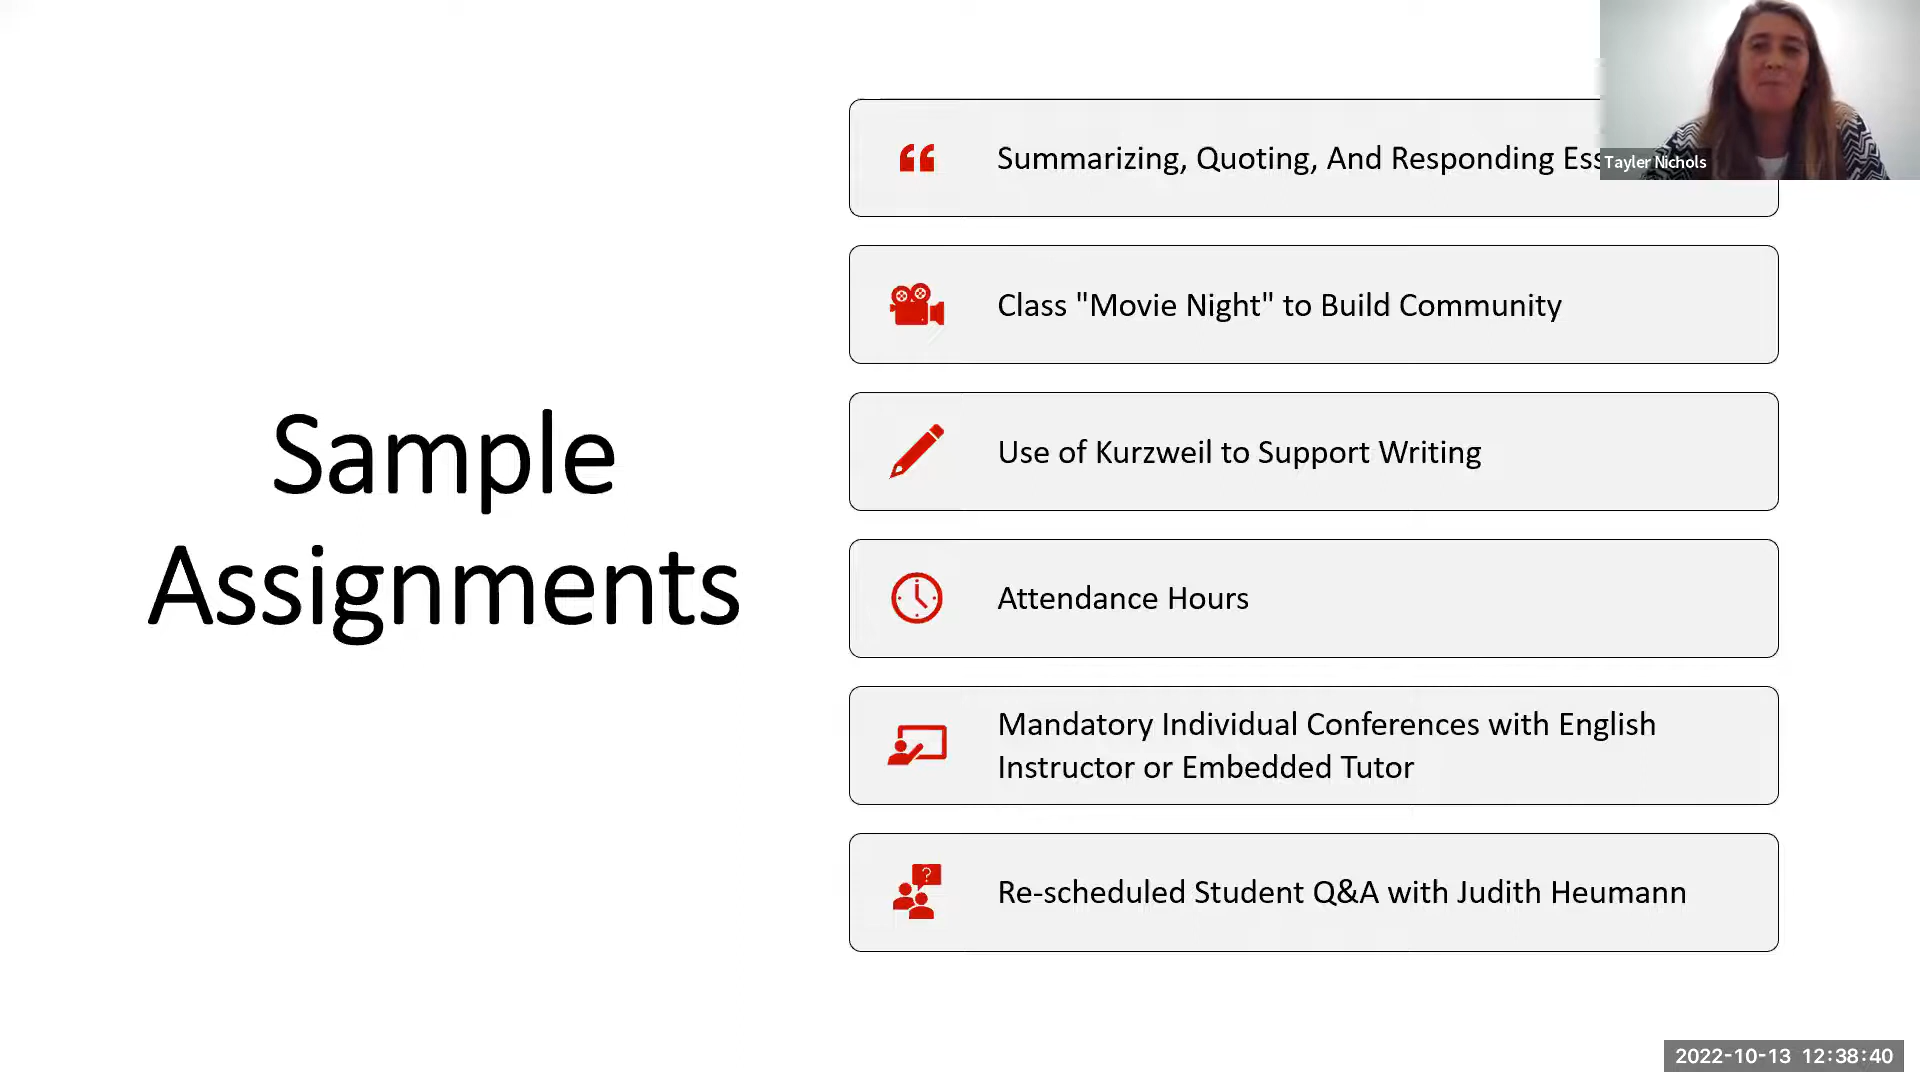 Sample
Assignments
Summarizing, Quoting, And Responding
Class "Movie Night" to Build Community
Use of Kurzweil to Support Writing
Attendance Hours
Mandatory Individual Conferences with English
Instructor or Embedded Tutor
?
Re-scheduled Student Q&A with Judith Heumann
Tayler Nichols
2022-10-13 12:38:40